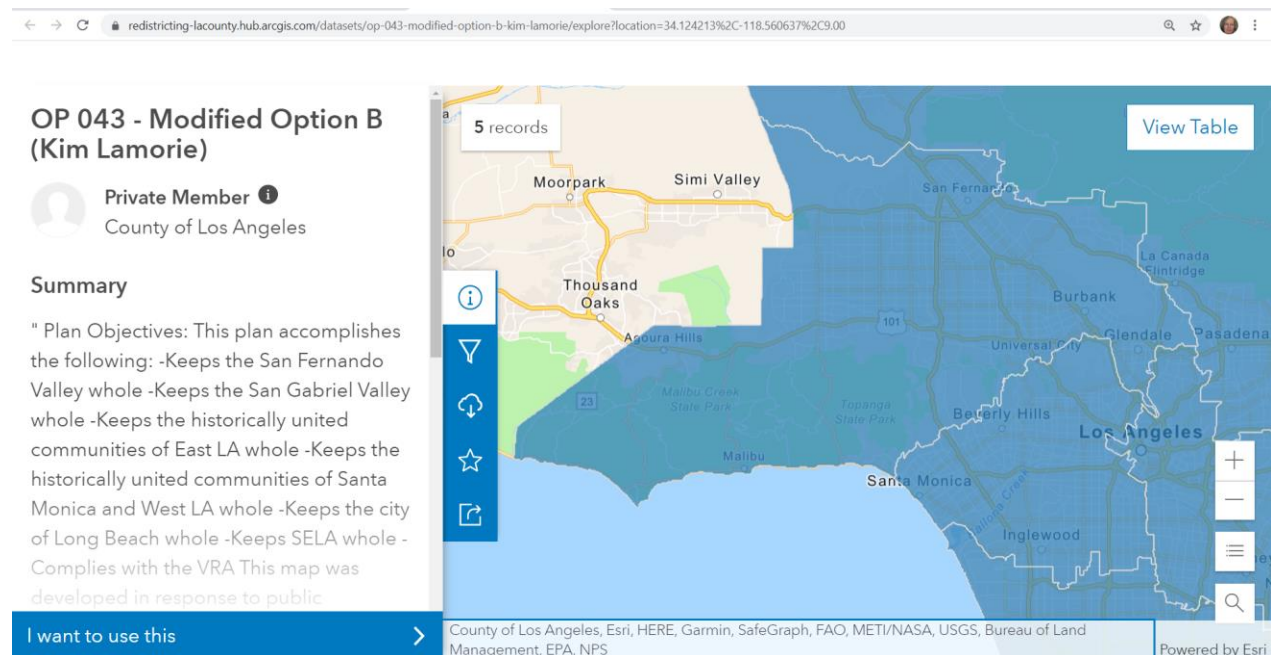 redistricting-lacounty.hub.arcgis.com/datasets/op-043-modified-option-b-kim-lamorie/explore?location=34.124213%2C-118.560637%2C9.00
OP 043 - Modified Option B
(Kim Lamorie)
Private Member
County of Los Angeles
Summary
" Plan Objectives: This plan accomplishes
the following: -Keeps the San Fernando
Valley whole -Keeps the San Gabriel Valley
whole -Keeps the historically united
communities of East LA whole -Keeps the
historically united communities of Santa
Monica and West LA whole -Keeps the city
of Long Beach whole -Keeps SELA whole -
Complies with the VRA This map was
developed in response to public
I want to use this
5 records
View Table
Moorpark
Simi Valley
San Fernando
La Canada
Flintridge
Thousand
Oaks
Burbank
101
Agoura Hills
Universal City
Glendale
Pasadena
23
Malibu Creek
State Park
Topanga
State Park
Beverly Hills
Los Angeles
Malibu
Santa Monica
Inglewood
County of Los Angeles, Esri, HERE, Garmin, SafeGraph, FAO, METI/NASA, USGS, Bureau of Land
Management, EPA, NPS
Powered by Esri